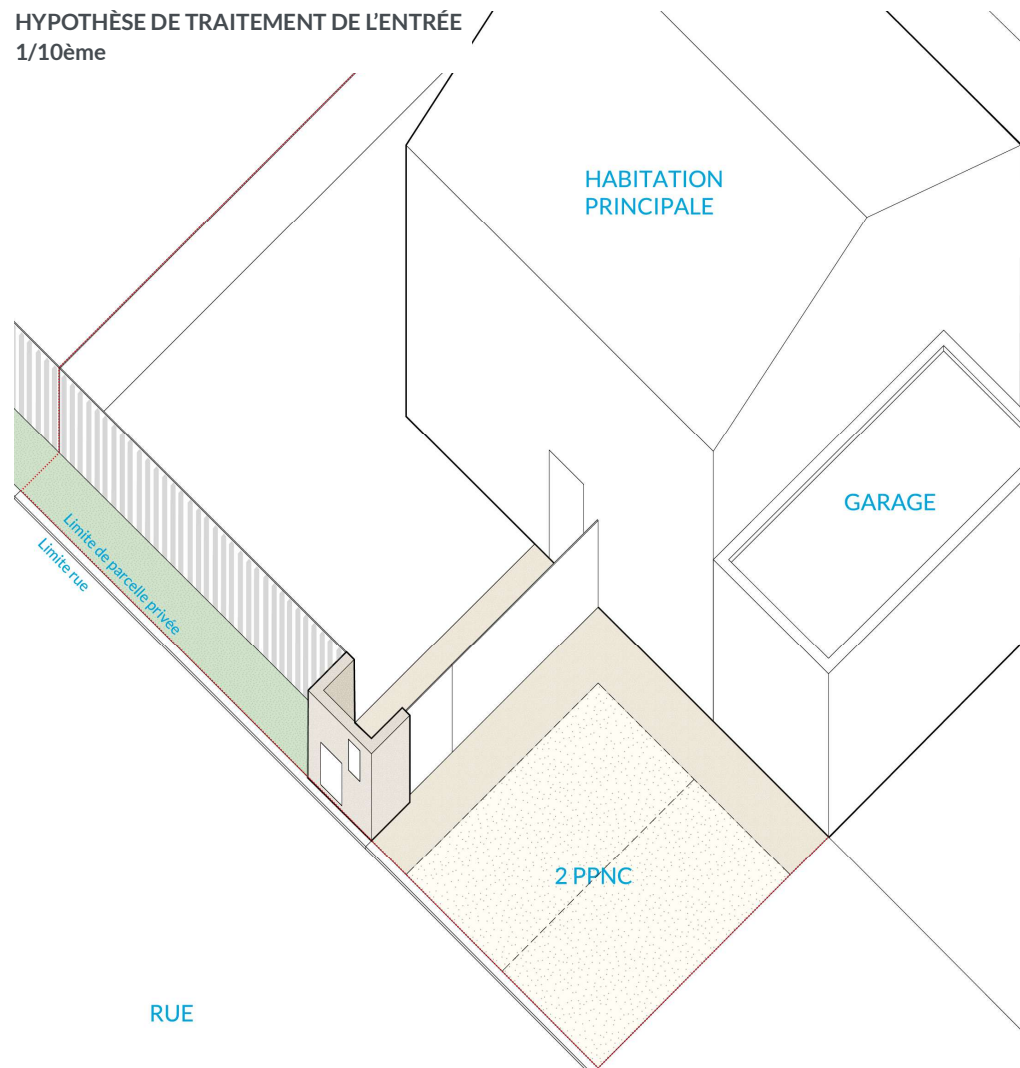 HYPOTHÈSE DE TRAITEMENT DE L’ENTRÉE
1/10ème
HABITATION
PRINCIPALE
GARAGE
Limite de parcelle privée
Limite rue
2 PPNC
RUE